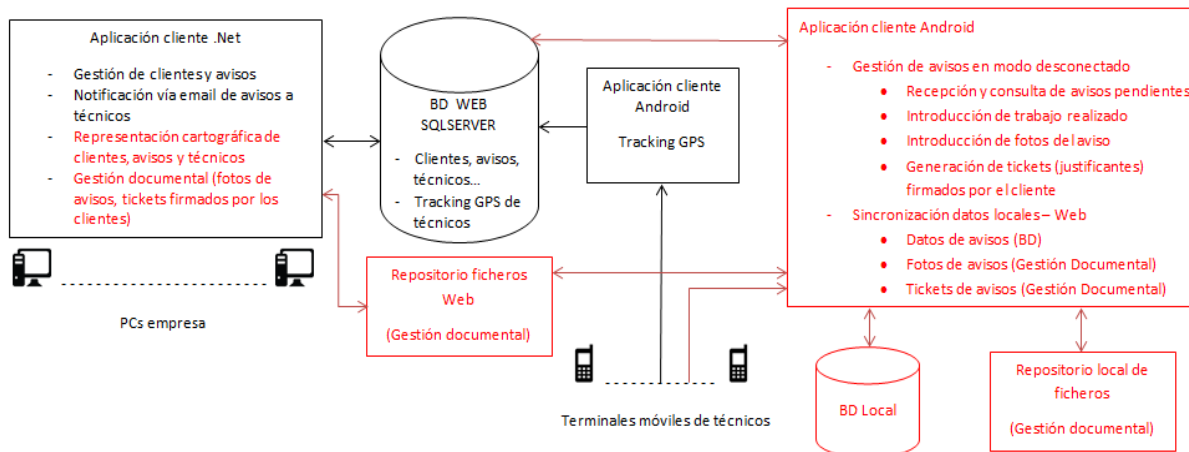 Aplicación cliente .Net
- Gestión de clientes y avisos
- Notificación vía email de avisos a
técnicos
- Representación cartográfica de
clientes, avisos y técnicos
- Gestión documental (fotos de
avisos, tickets firmados por los
clientes)
PCs empresa
BD WEB
SQLSERVER
- Clientes, avisos,
técnicos...
- Tracking GPS de
técnicos
Repositorio ficheros
Web
(Gestión documental)
Aplicación cliente
Android
Tracking GPS
Terminales móviles de técnicos
Aplicación cliente Android
- Gestión de avisos en modo desconectado
● Recepción y consulta de avisos pendientes
● Introducción de trabajo realizado
● Introducción de fotos del aviso
● Generación de tickets (justificantes)
firmados por el cliente
- Sincronización datos locales – Web
● Datos de avisos (BD)
● Fotos de avisos (Gestión Documental)
● Tickets de avisos (Gestión Documental)
BD Local
Repositorio local de
ficheros
(Gestión documental)